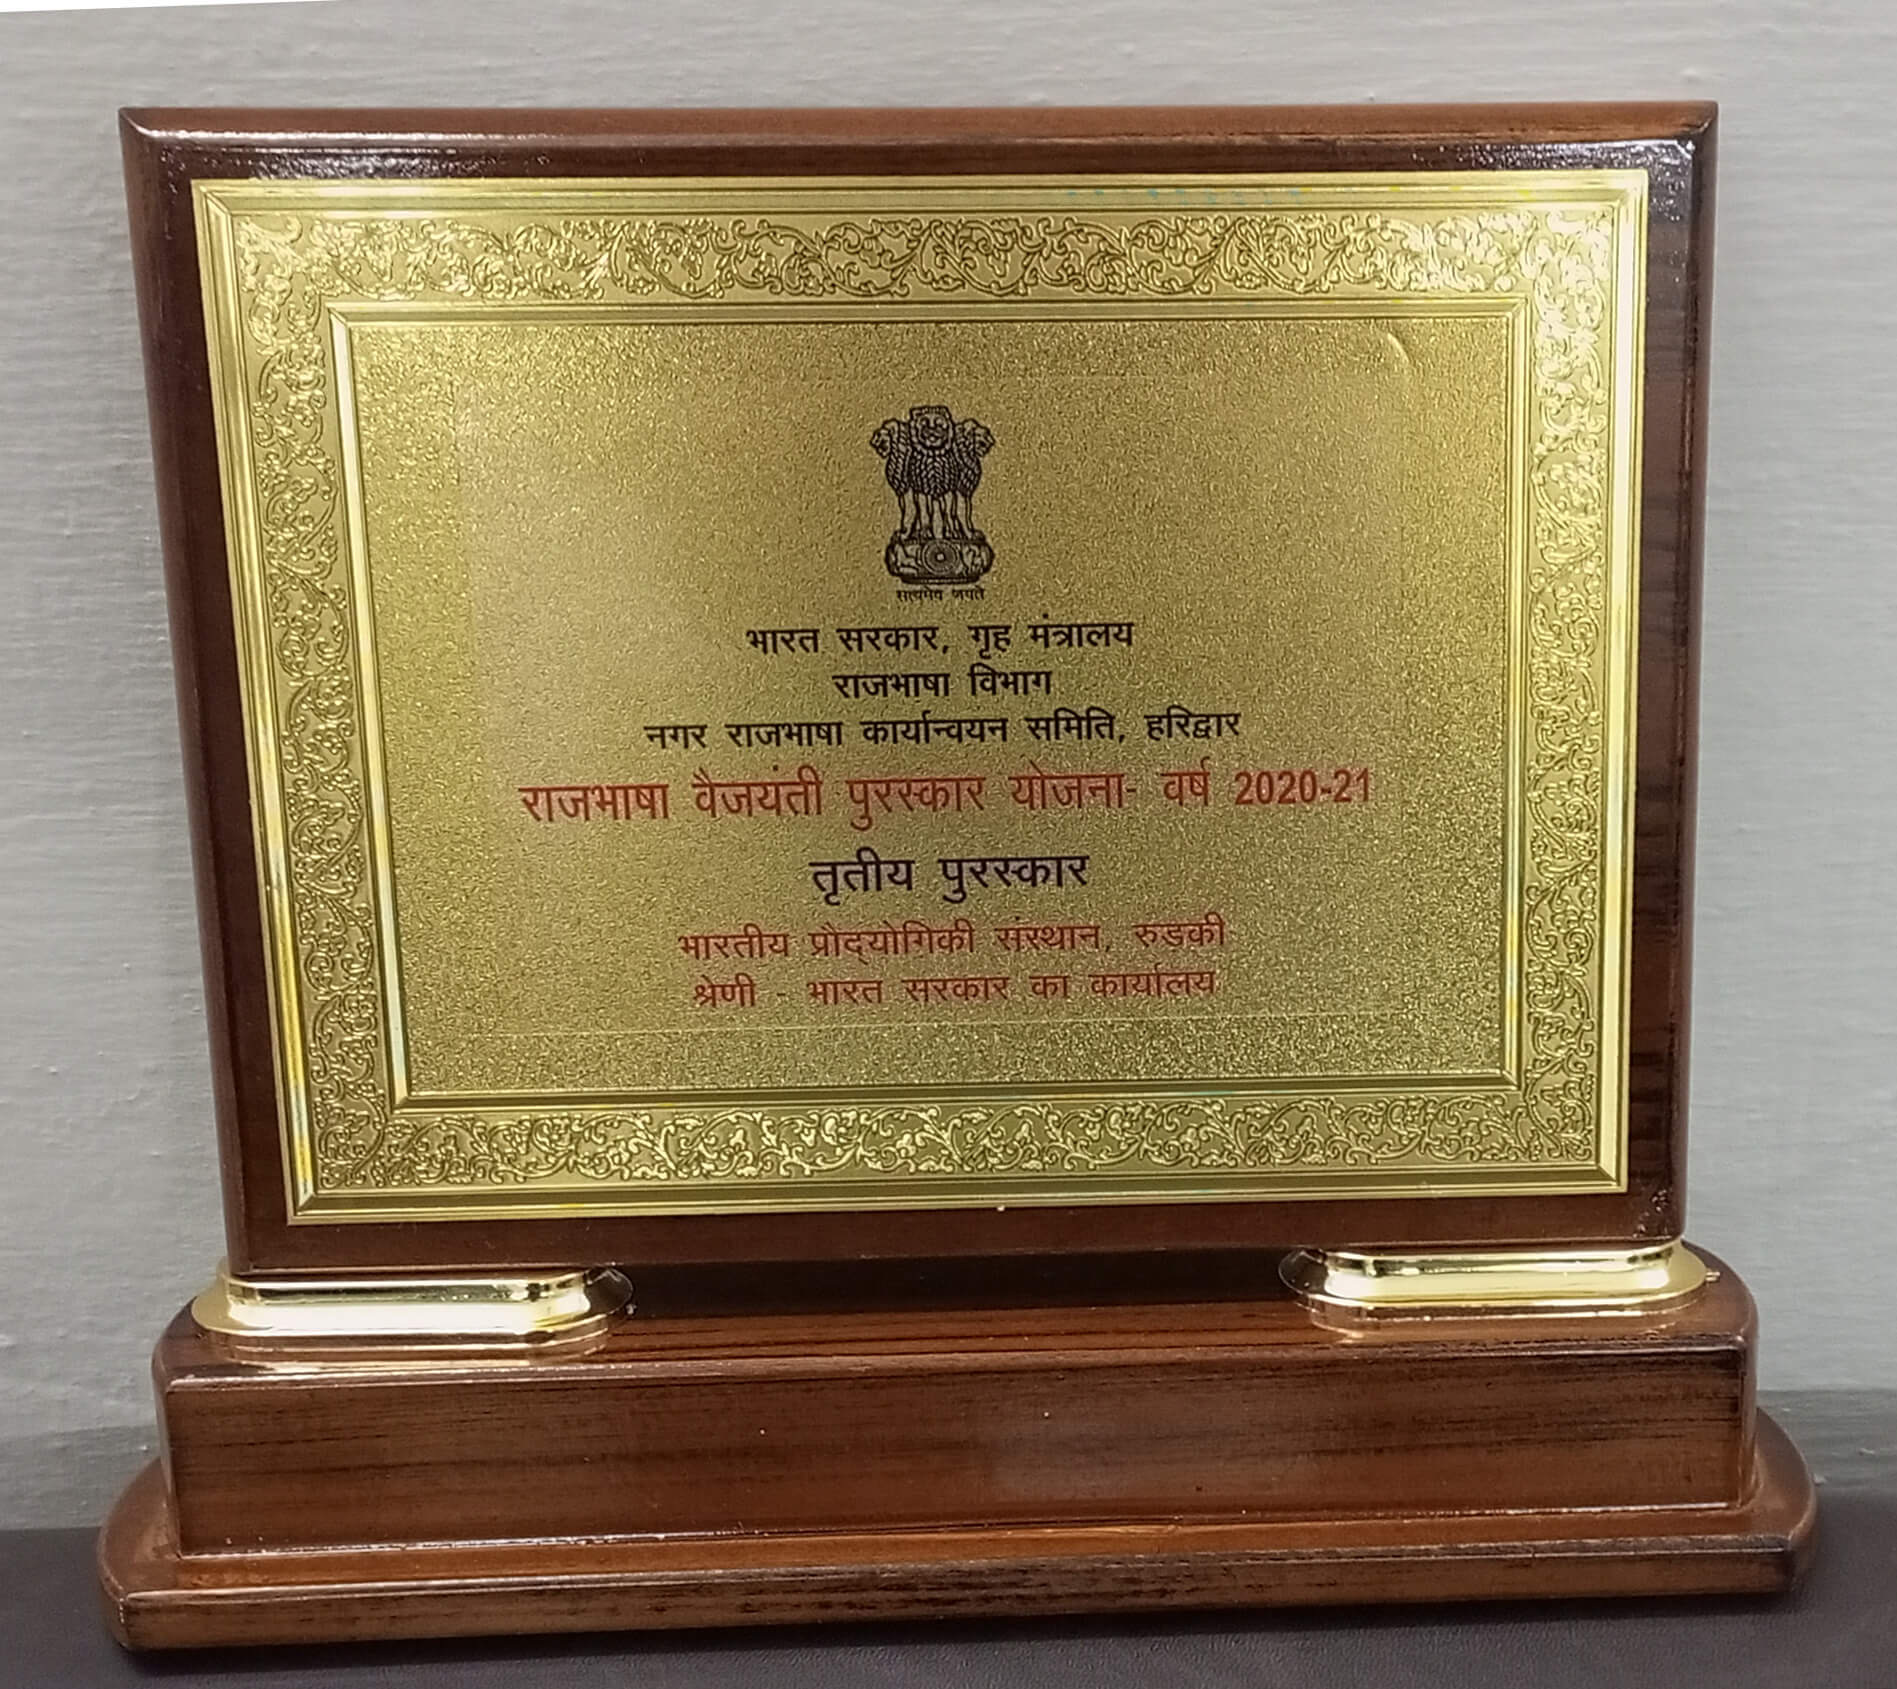 सत्यमेव जयते
भारत सरकार, गृह मंत्रालय
राजभाषा विभाग
नगर राजभाषा कार्यान्वयन समिति, हरिद्वार
राजभाषा वैजयंती पुरस्कार योजना- वर्ष 2020-21
तृतीय पुरस्कार
भारतीय प्रौद्योगिकी संस्थान, रुडकी
श्रेणी - भारत सरकार का कार्यालय